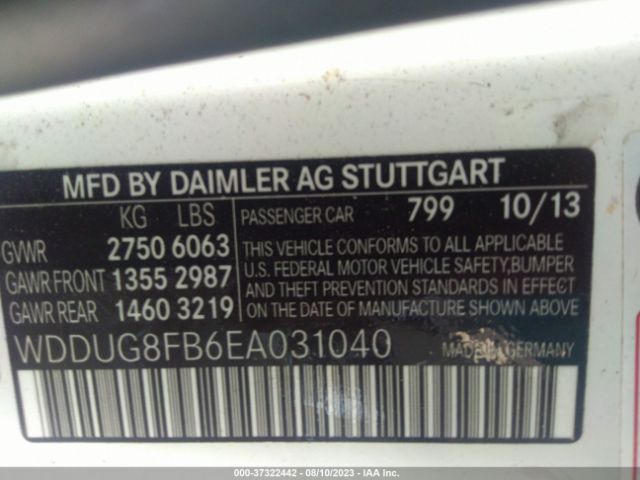 MFD BY DAIMLER AG STUTTGART
KG LBS
GVWR 2750 6063
GAWR FRONT 1355 2987
GAWR REAR 1460 3219
PASSENGER CAR 799 10/13
THIS VEHICLE CONFORMS TO ALL APPLICABLE
U.S. FEDERAL MOTOR VEHICLE SAFETY,BUMPER
AND THEFT PREVENTION STANDARDS IN EFFECT
ON THE DATE OF MANUFACTURE SHOWN ABOVE
WDDUG8FB6EA031040 MADE IN GERMANY
000-37322442 - 08/10/2023 - © IAA Inc.